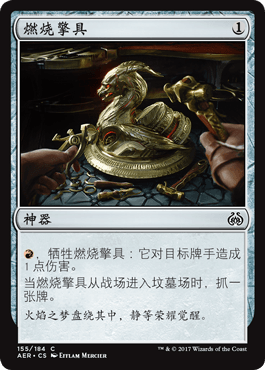 燃烧擎具 1
神器
，牺牲燃烧擎具：它对目标牌手造成
1点伤害。
当燃烧擎具从战场进入坟墓场时，抓一
张牌。
火焰之梦盘绕其中，静等荣耀觉醒。
155/184 C
AER • CS EFFLAM MERCIER
™ & © 2017 Wizards of the Coast